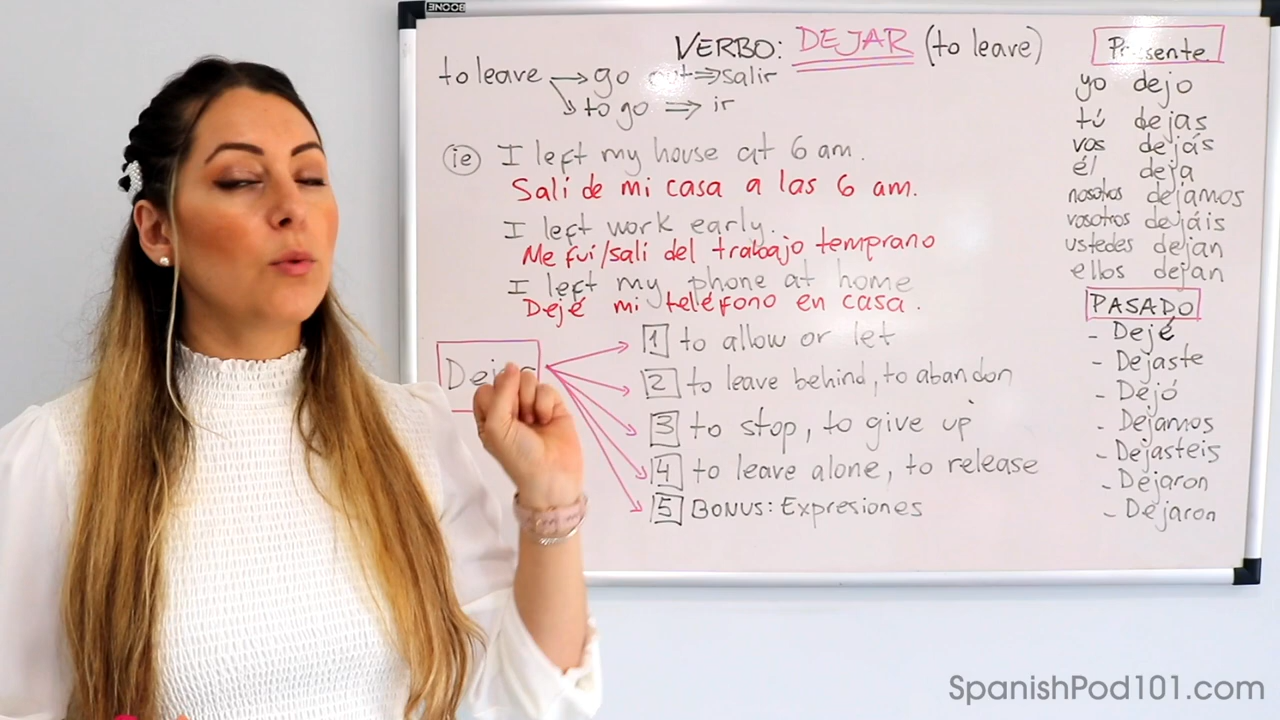 BOONE
VERBO: DEJAR (to leave)
to leave → go out ⇒ salir
→ to go ⇒ ir
ie I left my house at 6 am.
Salí de mi casa a las 6 am.
I left work early.
Me fui/salí del trabajo temprano
I left my phone at home
Dejé mi teléfono en casa.
Dejar
1 to allow or let
2 to leave behind, to abandon
3 to stop, to give up
4 to leave alone, to release
5 BONUS: Expresiones
Presente
yo dejo
tú dejas
vos dejás
él deja
nosotros dejamos
vosotros dejáis
ustedes dejan
ellos dejan
PASADO
- Dejé
- Dejaste
- Dejó
- Dejamos
- Dejasteis
- Dejaron
- Dejaron
SpanishPod101.com